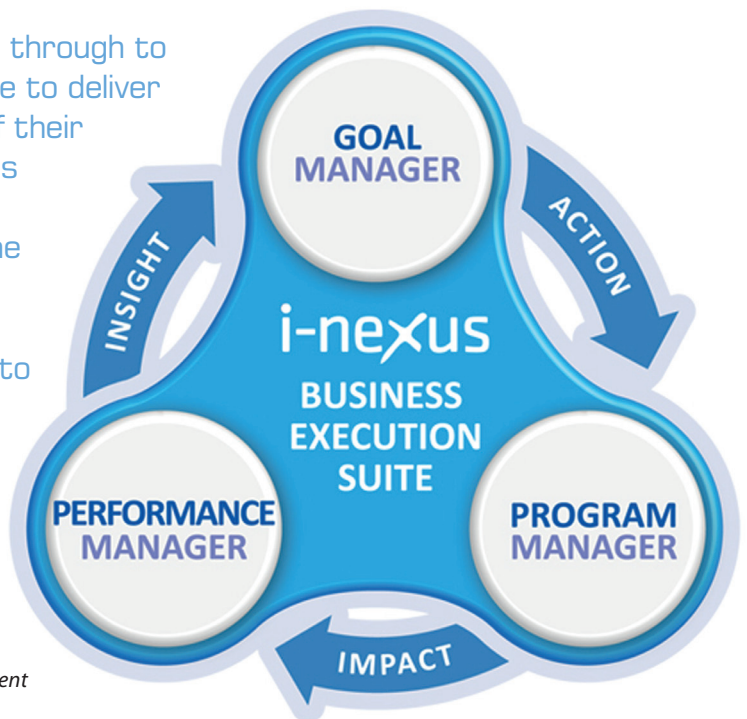 through to
e to deliver
f their
s
ne
to
GOAL
MANAGER
ACTION
INSIGHT
i-nexus
BUSINESS
EXECUTION
SUITE
PERFORMANCE
MANAGER
PROGRAM
MANAGER
IMPACT
ent